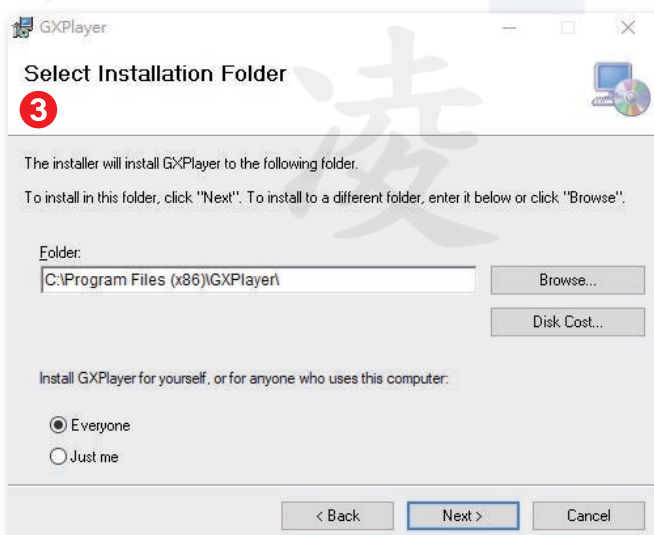 GXPlayer
Select Installation Folder
3
The installer will install GXPlayer to the following folder.
To install in this folder, click "Next". To install to a different folder, enter it below or click "Browse".
Folder:
C:\Program Files (x86)\GXPlayer\
Browse...
Disk Cost...
Install GXPlayer for yourself, or for anyone who uses this computer:
Everyone
Just me
< Back
Next >
Cancel
凌